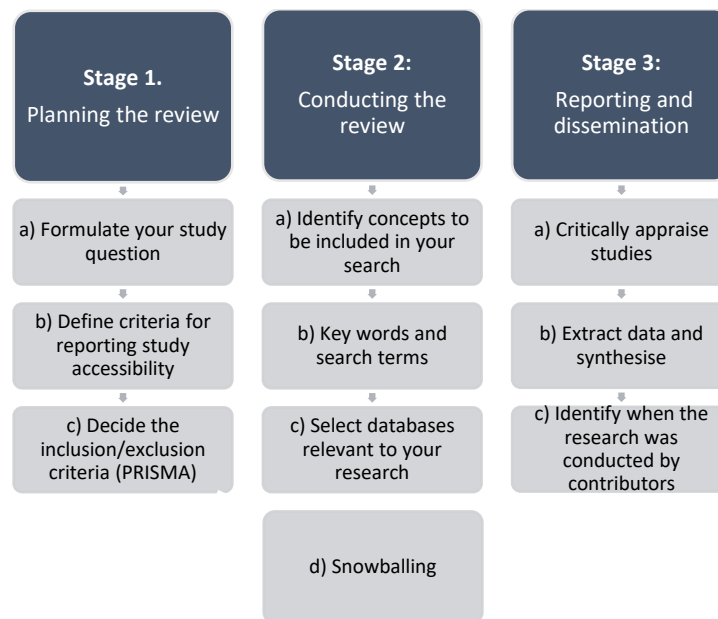 Stage 1.
Planning the review
a) Formulate your study
question
b) Define criteria for
reporting study
accessibility
c) Decide the
inclusion/exclusion
criteria (PRISMA)
Stage 2:
Conducting the
review
a) Identify concepts to
be included in your
search
b) Key words and
search terms
c) Select databases
relevant to your
research
d) Snowballing
Stage 3:
Reporting and
dissemination
a) Critically appraise
studies
b) Extract data and
synthesise
c) Identify when the
research was
conducted by
contributors